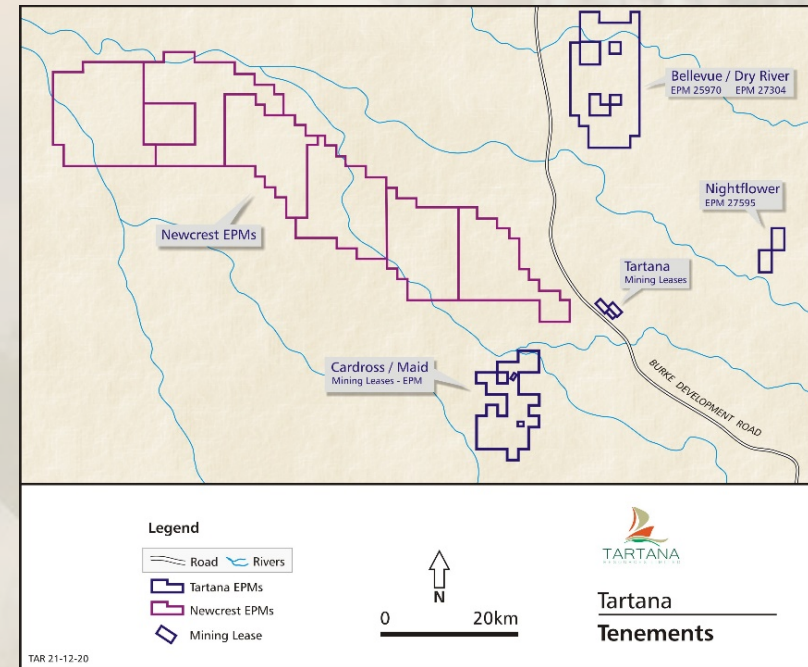 Bellevue / Dry River
EPM 25970 EPM 27304
Nightflower
EPM 27595
Newcrest EPMs
Tartana
Mining Leases
Cardross / Maid
Mining Leases - EPM
BURKE DEVELOPMENT ROAD
Legend
Road Rivers
Tartana EPMs
Newcrest EPMs
Mining Lease
N
0 20km
TARTANA
Tartana
Tenements
TAR 21-12-20